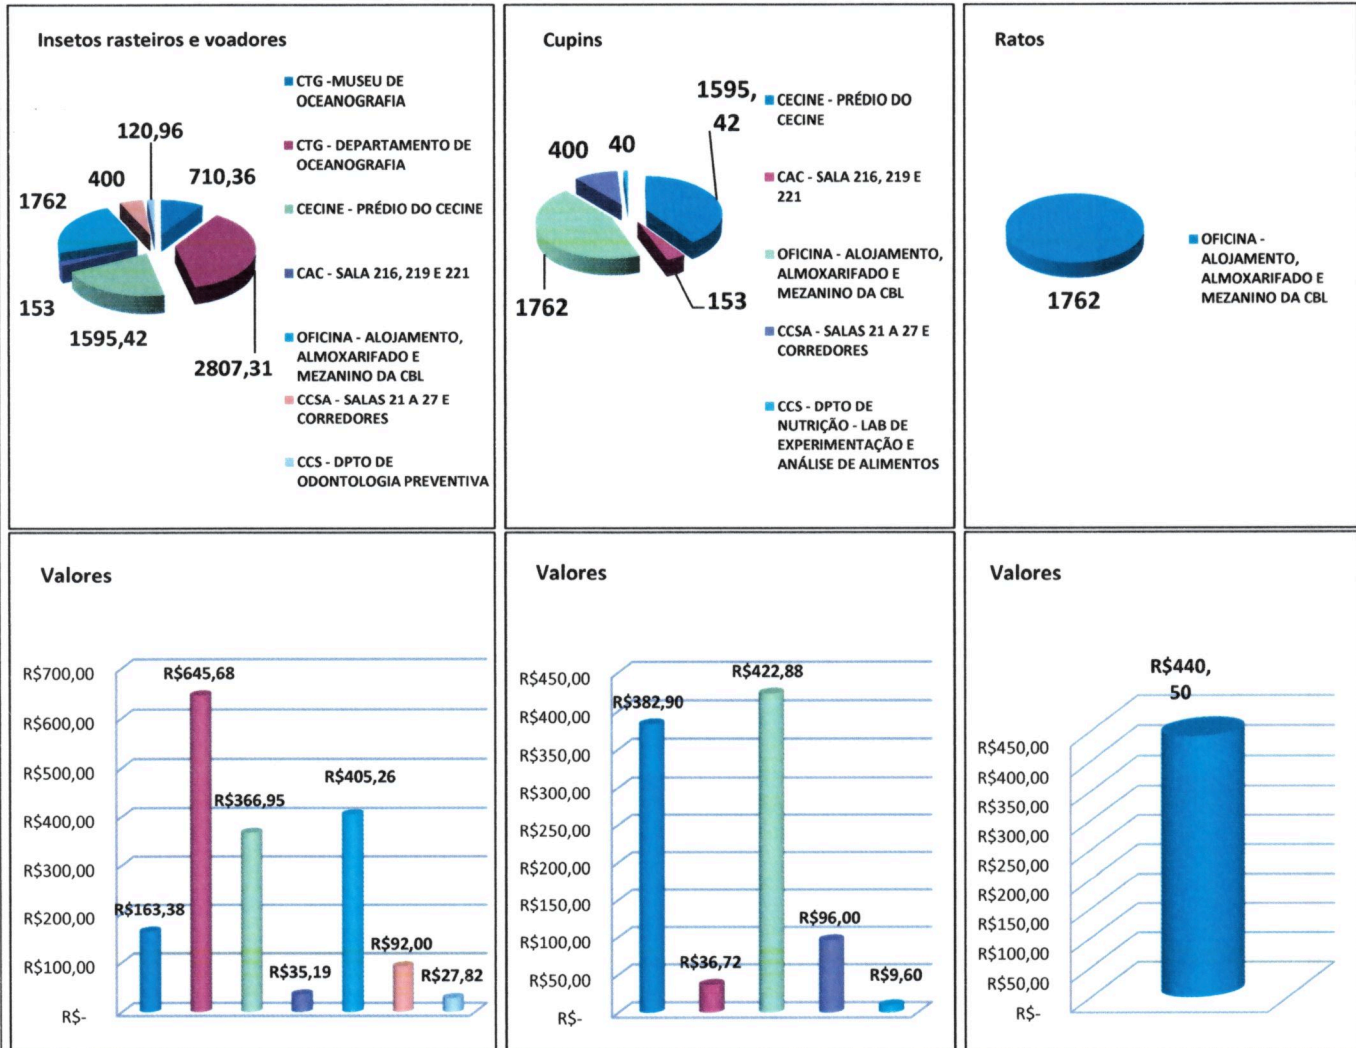 Insetos rasteiros e voadores
120,96
400
710,36
1762
153
1595,42
2807,31
CTG -MUSEU DE
OCEANOGRAFIA
CTG - DEPARTAMENTO DE
OCEANOGRAFIA
CECINE - PRÉDIO DO CECINE
CAC - SALA 216, 219 E 221
OFICINA - ALOJAMENTO,
ALMOXARIFADO E
MEZANINO DA CBL
CCSA - SALAS 21 A 27 E
CORREDORES
CCS - DPTO DE
ODONTOLOGIA PREVENTIVA
Cupins
1595,
42
400
40
1762
153
CECINE - PRÉDIO DO
CECINE
CAC - SALA 216, 219 E
221
OFICINA - ALOJAMENTO,
ALMOXARIFADO E
MEZANINO DA CBL
CCSA - SALAS 21 A 27 E
CORREDORES
CCS - DPTO DE
NUTRIÇÃO - LAB DE
EXPERIMENTAÇÃO E
ANÁLISE DE ALIMENTOS
Ratos
1762
OFICINA -
ALOJAMENTO,
ALMOXARIFADO E
MEZANINO DA CBL
Valores
R$700,00
R$600,00
R$500,00
R$400,00
R$300,00
R$200,00
R$100,00
R$-
R$163,38
R$645,68
R$366,95
R$35,19
R$405,26
R$92,00
R$27,82
Valores
R$450,00
R$400,00
R$350,00
R$300,00
R$250,00
R$200,00
R$150,00
R$100,00
R$50,00
R$-
R$382,90
R$36,72
R$422,88
R$96,00
R$9,60
Valores
R$440,
50
R$450,00
R$400,00
R$350,00
R$300,00
R$250,00
R$200,00
R$150,00
R$100,00
R$50,00
R$-